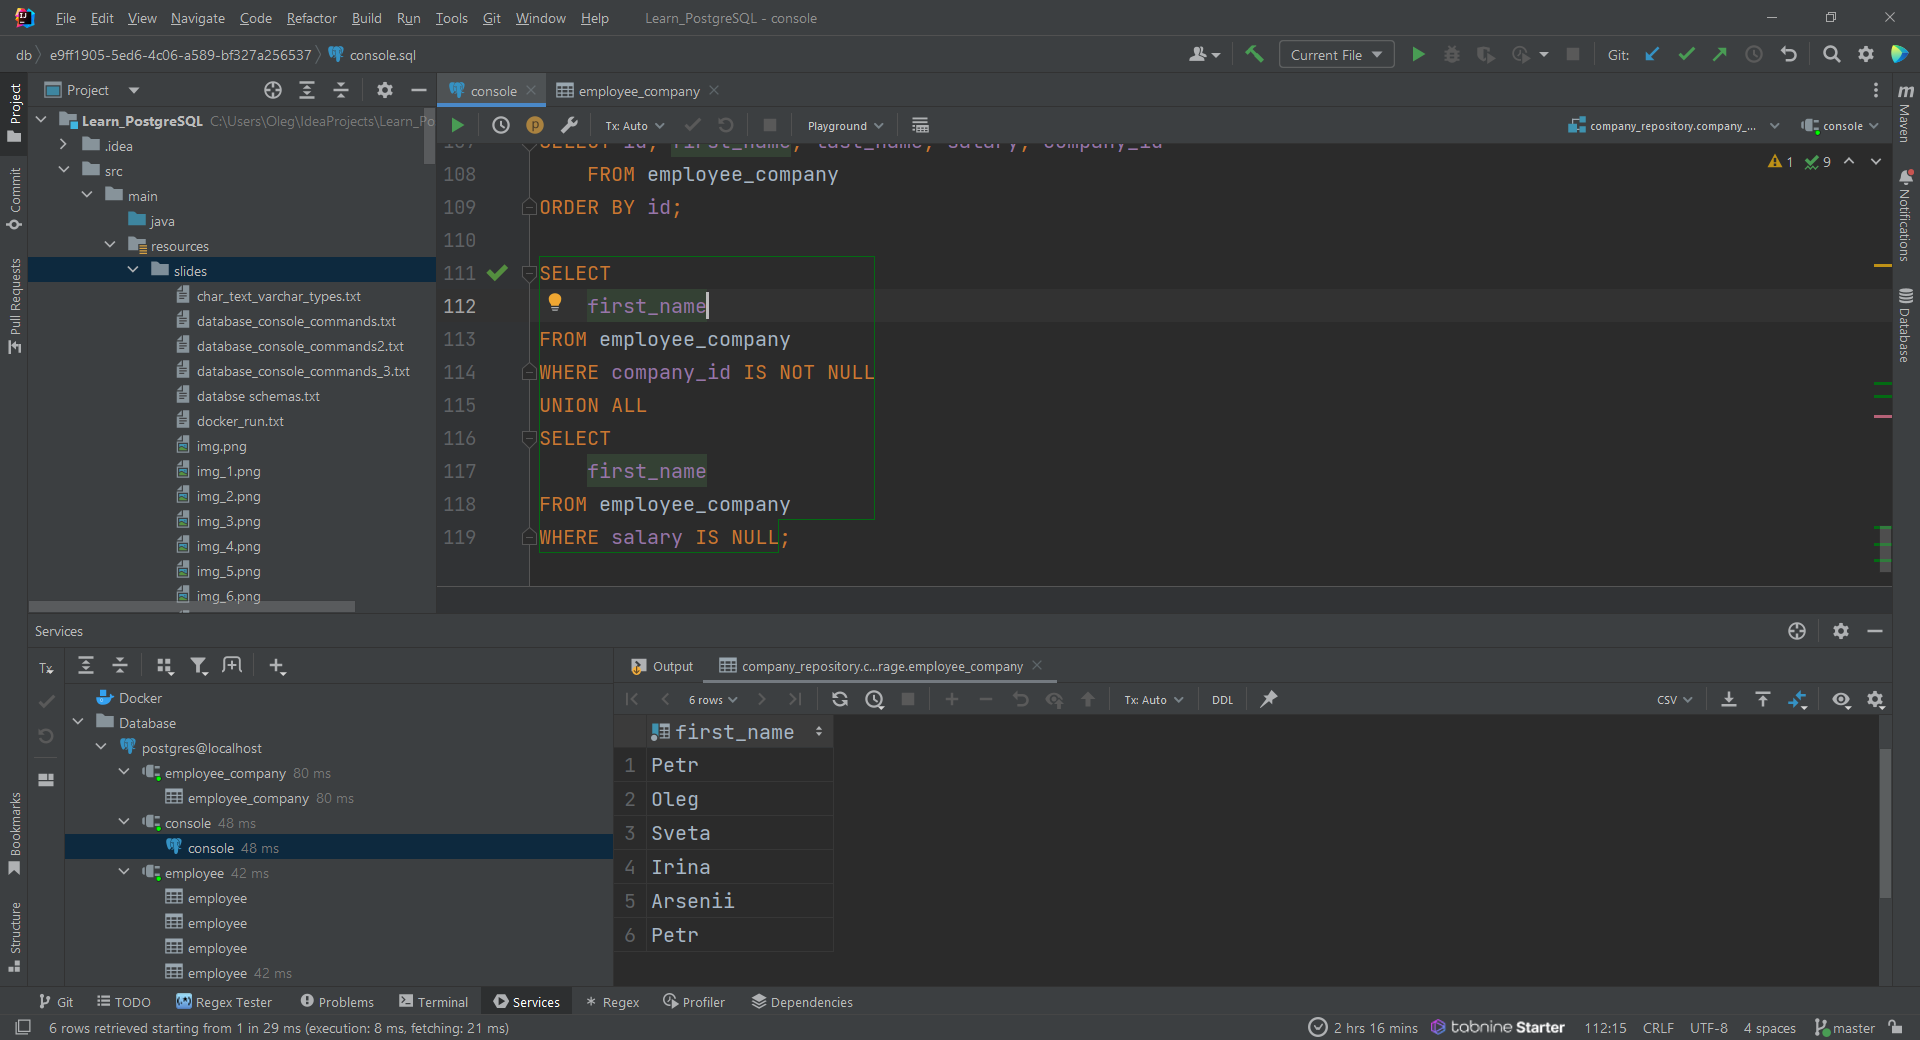 File Edit View Navigate Code Refactor Build Run Tools Git Window Help Learn_PostgreSQL - console
db e9ff1905-5ed6-4c06-a589-bf327a256537 console.sql Current File Git:
Project
console
employee_company
Learn_PostgreSQL C:\Users\Oleg\IdeaProjects\Learn_Po
.idea
src
main
java
resources
slides
char_text_varchar_types.txt
database_console_commands.txt
database_console_commands2.txt
database_console_commands_3.txt
databse schemas.txt
docker_run.txt
img.png
img_1.png
img_2.png
img_3.png
img_4.png
img_5.png
img_6.png
Tx: Auto Playground company_repository.company_... console
107 SELECT id, first_name, last_name, salary, company_id
108 FROM employee_company
109 ORDER BY id;
110
111 SELECT
112 first_name
113 FROM employee_company
114 WHERE company_id IS NOT NULL
115 UNION ALL
116 SELECT
117 first_name
118 FROM employee_company
119 WHERE salary IS NULL;
1 9
Project
Commit
Pull Requests
Bookmarks
Structure
m
Maven
Notifications
Database
Services
Tx
Docker
Database
postgres@localhost
employee_company 80 ms
employee_company 80 ms
console 48 ms
console 48 ms
employee 42 ms
employee
employee
employee
employee 42 ms
Output company_repository.c...rage.employee_company
6 rows Tx: Auto DDL CSV
first_name
1 Petr
2 Oleg
3 Sveta
4 Irina
5 Arsenii
6 Petr
Git TODO Regex Tester Problems Terminal Services Regex Profiler Dependencies
6 rows retrieved starting from 1 in 29 ms (execution: 8 ms, fetching: 21 ms) 2 hrs 16 mins tabnine Starter 112:15 CRLF UTF-8 4 spaces master